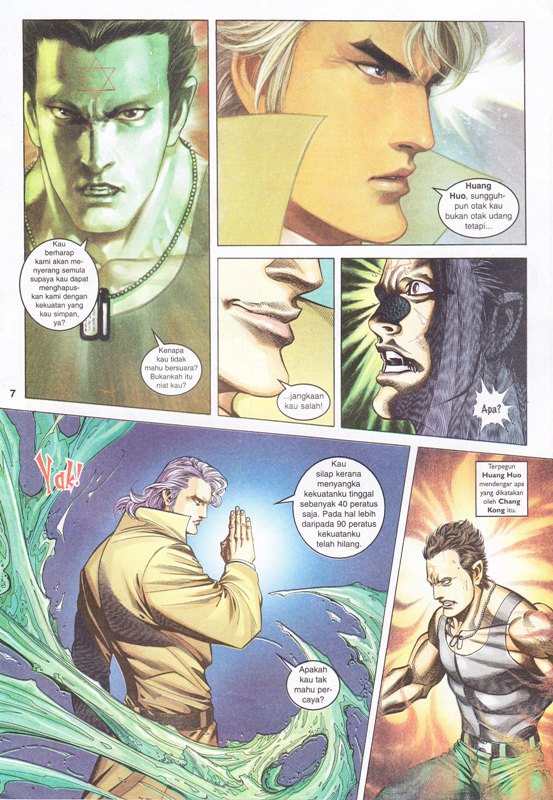 Kau
berharap
kami akan me-
nyerang semula
supaya kau dapat
menghapus-
kan kami dengan
kekuatan yang
kau simpan,
ya?
Kenapa
kau tidak
mahu bersuara?
Bukankah itu
niat kau?
Huang
Huo, sungguh-
pun otak kau
bukan otak udang
tetapi...
...jangkaan
kau salah!
Apa?
7
Yak!
Kau
silap kerana
menyangka
kekuatanku tinggal
sebanyak 40 peratus
saja. Pada hal lebih
daripada 90 peratus
kekuatanku
telah hilang.
Apakah
kau tak
mahu per-
caya?
Terpegun
Huang Huo
mendengar apa
yang dikatakan
oleh Chang
Kong itu.